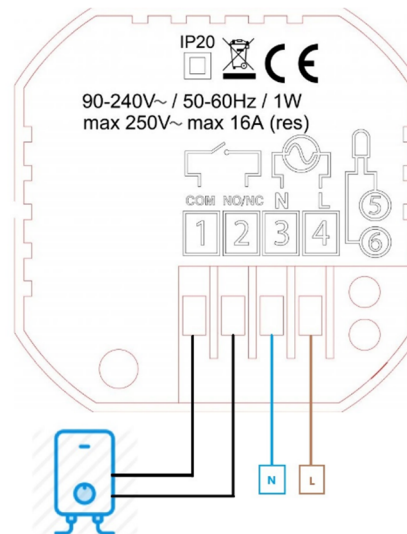 IP20
CE
90-240V~ / 50-60Hz / 1W
max 250V~ max 16A (res)
COM NO/NC N L
1 2 3 4 5
6
N L